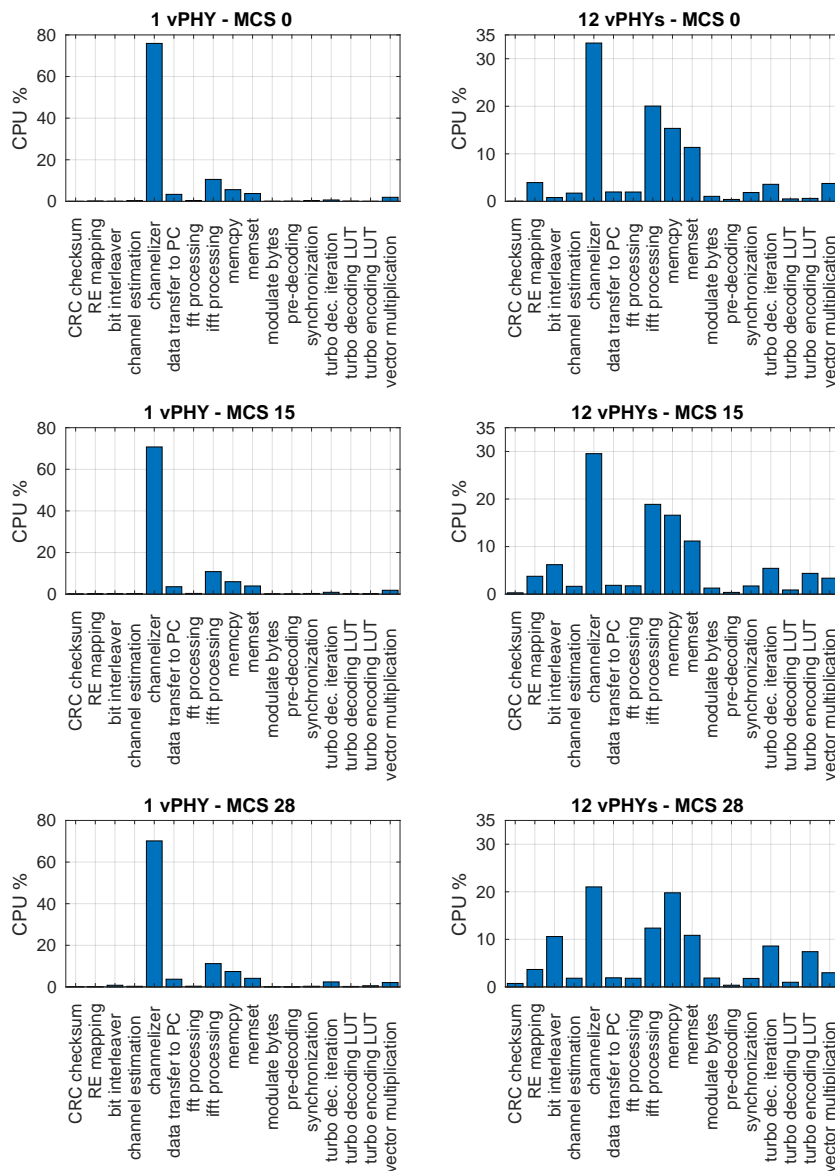 1 vPHY - MCS 0
80
60
40
20
0
CPU %
CRC checksum
RE mapping
bit interleaver
channel estimation
channelizer
data transfer to PC
fft processing
ifft processing
memcpy
memset
modulate bytes
pre-decoding
synchronization
turbo dec. iteration
turbo decoding LUT
turbo encoding LUT
vector multiplication
12 vPHYs - MCS 0
35
30
20
10
0
CPU %
CRC checksum
RE mapping
bit interleaver
channel estimation
channelizer
data transfer to PC
fft processing
ifft processing
memcpy
memset
modulate bytes
pre-decoding
synchronization
turbo dec. iteration
turbo decoding LUT
turbo encoding LUT
vector multiplication
1 vPHY - MCS 15
80
60
40
20
0
CPU %
CRC checksum
RE mapping
bit interleaver
channel estimation
channelizer
data transfer to PC
fft processing
ifft processing
memcpy
memset
modulate bytes
pre-decoding
synchronization
turbo dec. iteration
turbo decoding LUT
turbo encoding LUT
vector multiplication
12 vPHYs - MCS 15
35
30
20
10
0
CPU %
CRC checksum
RE mapping
bit interleaver
channel estimation
channelizer
data transfer to PC
fft processing
ifft processing
memcpy
memset
modulate bytes
pre-decoding
synchronization
turbo dec. iteration
turbo decoding LUT
turbo encoding LUT
vector multiplication
1 vPHY - MCS 28
80
60
40
20
0
CPU %
CRC checksum
RE mapping
bit interleaver
channel estimation
channelizer
data transfer to PC
fft processing
ifft processing
memcpy
memset
modulate bytes
pre-decoding
synchronization
turbo dec. iteration
turbo decoding LUT
turbo encoding LUT
vector multiplication
12 vPHYs - MCS 28
35
30
20
10
0
CPU %
CRC checksum
RE mapping
bit interleaver
channel estimation
channelizer
data transfer to PC
fft processing
ifft processing
memcpy
memset
modulate bytes
pre-decoding
synchronization
turbo dec. iteration
turbo decoding LUT
turbo encoding LUT
vector multiplication